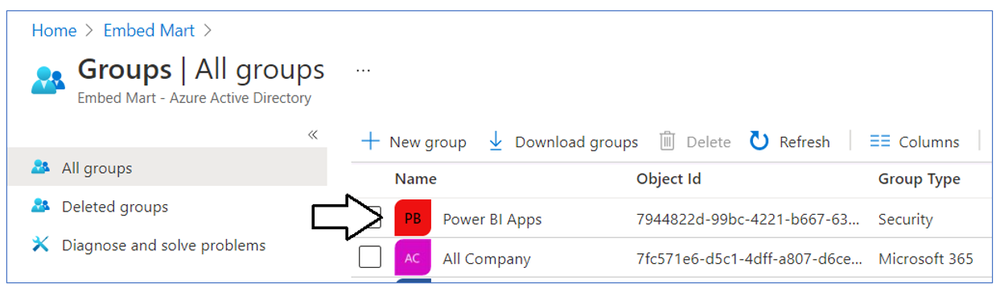 Home > Embed Mart >
Groups | All groups ...
Embed Mart - Azure Active Directory
«
+ New group Download groups Delete Refresh Columns
All groups
Deleted groups
Diagnose and solve problems
Name Object Id Group Type
PB Power BI Apps 7944822d-99bc-4221-b667-63... Security
AC All Company 7fc571e6-d5c1-4dff-a807-d6ce... Microsoft 365